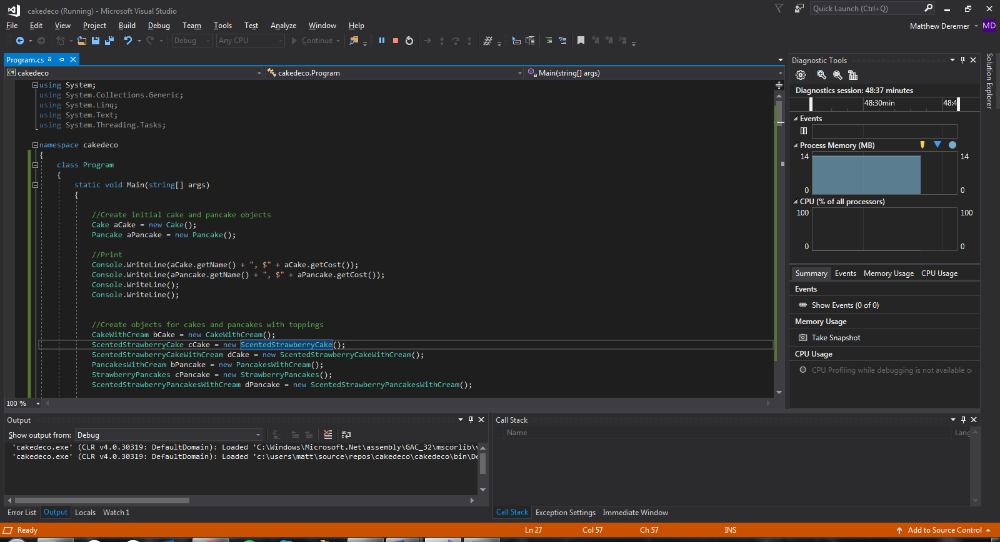 cakedeco (Running) - Microsoft Visual Studio
Quick Launch (Ctrl+Q)
File Edit View Project Build Debug Team Tools Test Analyze Window Help
Matthew Deremer MD
Debug Any CPU Continue
Program.cs
cakedeco cakedeco.Program Main(string[] args)
using System;
using System.Collections.Generic;
using System.Linq;
using System.Text;
using System.Threading.Tasks;
namespace cakedeco
{
class Program
{
static void Main(string[] args)
{
//Create initial cake and pancake objects
Cake aCake = new Cake();
Pancake aPancake = new Pancake();
//Print
Console.WriteLine(aCake.getName() + ", $" + aCake.getCost());
Console.WriteLine(aPancake.getName() + ", $" + aPancake.getCost());
Console.WriteLine();
Console.WriteLine();
//Create objects for cakes and pancakes with toppings
CakeWithCream bCake = new CakeWithCream();
ScentedStrawberryCake cCake = new ScentedStrawberryCake();
ScentedStrawberryCakeWithCream dCake = new ScentedStrawberryCakeWithCream();
PancakesWithCream bPancake = new PancakesWithCream();
StrawberryPancakes cPancake = new StrawberryPancakes();
ScentedStrawberryPancakesWithCream dPancake = new ScentedStrawberryPancakesWithCream();
100 %
Diagnostic Tools
Diagnostics session: 48:37 minutes
48:30min 48:4
Events
Process Memory (MB)
14 14
0 0
CPU (% of all processors)
100 100
0 0
Summary Events Memory Usage CPU Usage
Events
Show Events (0 of 0)
Memory Usage
Take Snapshot
CPU Usage
CPU Profiling while debugging is not available o
Solution Explorer
Output
Show output from: Debug
'cakedeco.exe' (CLR v4.0.30319: DefaultDomain): Loaded 'C:\Windows\Microsoft.Net\assembly\GAC_32\mscorlib\v
'cakedeco.exe' (CLR v4.0.30319: DefaultDomain): Loaded 'c:\users\matt\source\repos\cakedeco\cakedeco\bin\De
Error List Output Locals Watch 1
Call Stack
Name Lang
Call Stack Exception Settings Immediate Window
Ready Ln 27 Col 57 Ch 57 INS Add to Source Control